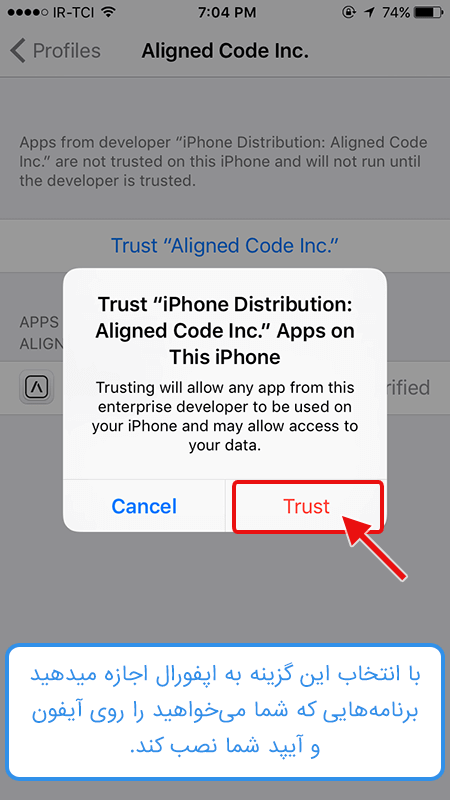 IR-TCI 7:04 PM 74%
Profiles Aligned Code Inc.
Apps from developer “iPhone Distribution: Aligned Code
Inc.” are not trusted on this iPhone and will not run until
the developer is trusted.
Trust “Aligned Code Inc.”
APPS
ALIGN
rified
Trust “iPhone Distribution:
Aligned Code Inc.” Apps on
This iPhone
Trusting will allow any app from this
enterprise developer to be used on
your iPhone and may allow access to
your data.
Cancel Trust
با انتخاب این گزینه به اپفورال اجازه میدهید
برنامه‌هایی که شما می‌خواهید را روی آیفون
و آیپد شما نصب کند.